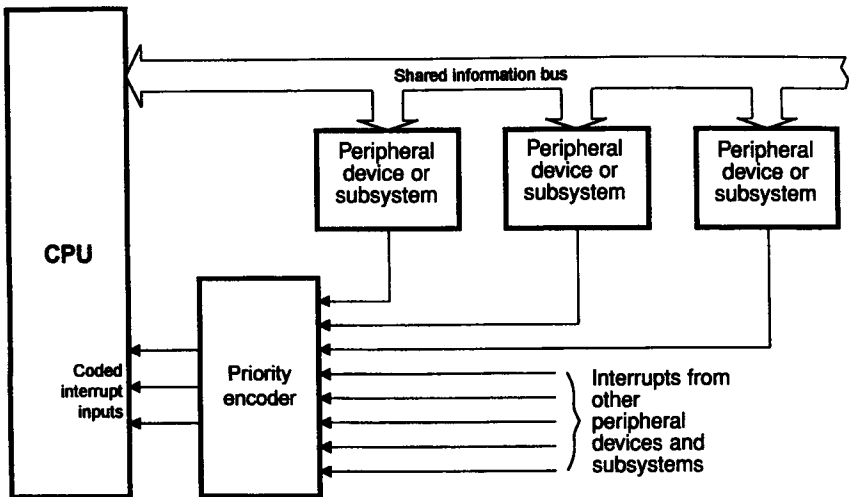 Shared information bus
Peripheral
device or
subsystem
Peripheral
device or
subsystem
Peripheral
device or
subsystem
CPU
Coded
interrupt
inputs
Priority
encoder
Interrupts from
other
peripheral
devices and
subsystems